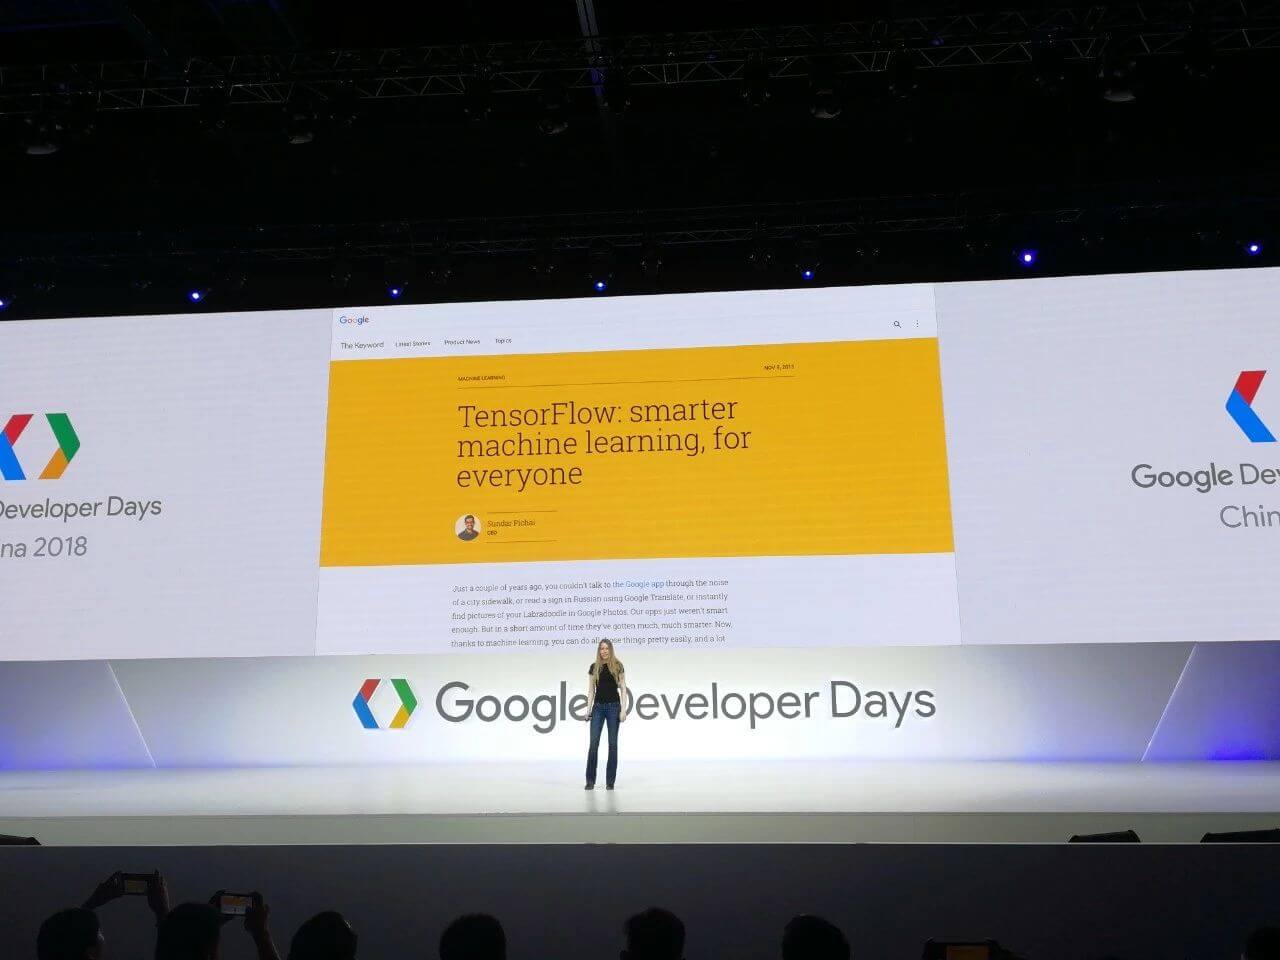 Google
The Keyword Latest Stories Product News Topics
MACHINE LEARNING
NOV 9, 2015
TensorFlow: smarter
machine learning, for
everyone
Sundar Pichai
CEO
Just a couple of years ago, you couldn't talk to the Google app through the noise
of a city sidewalk, or read a sign in Russian using Google Translate, or instantly
find pictures of your Labradoodle in Google Photos. Our apps just weren't smart
enough. But in a short amount of time they've gotten much, much smarter. Now,
thanks to machine learning, you can do all those things pretty easily, and a lot
Developer Days
na 2018
Google Dev
Chin
Google Developer Days